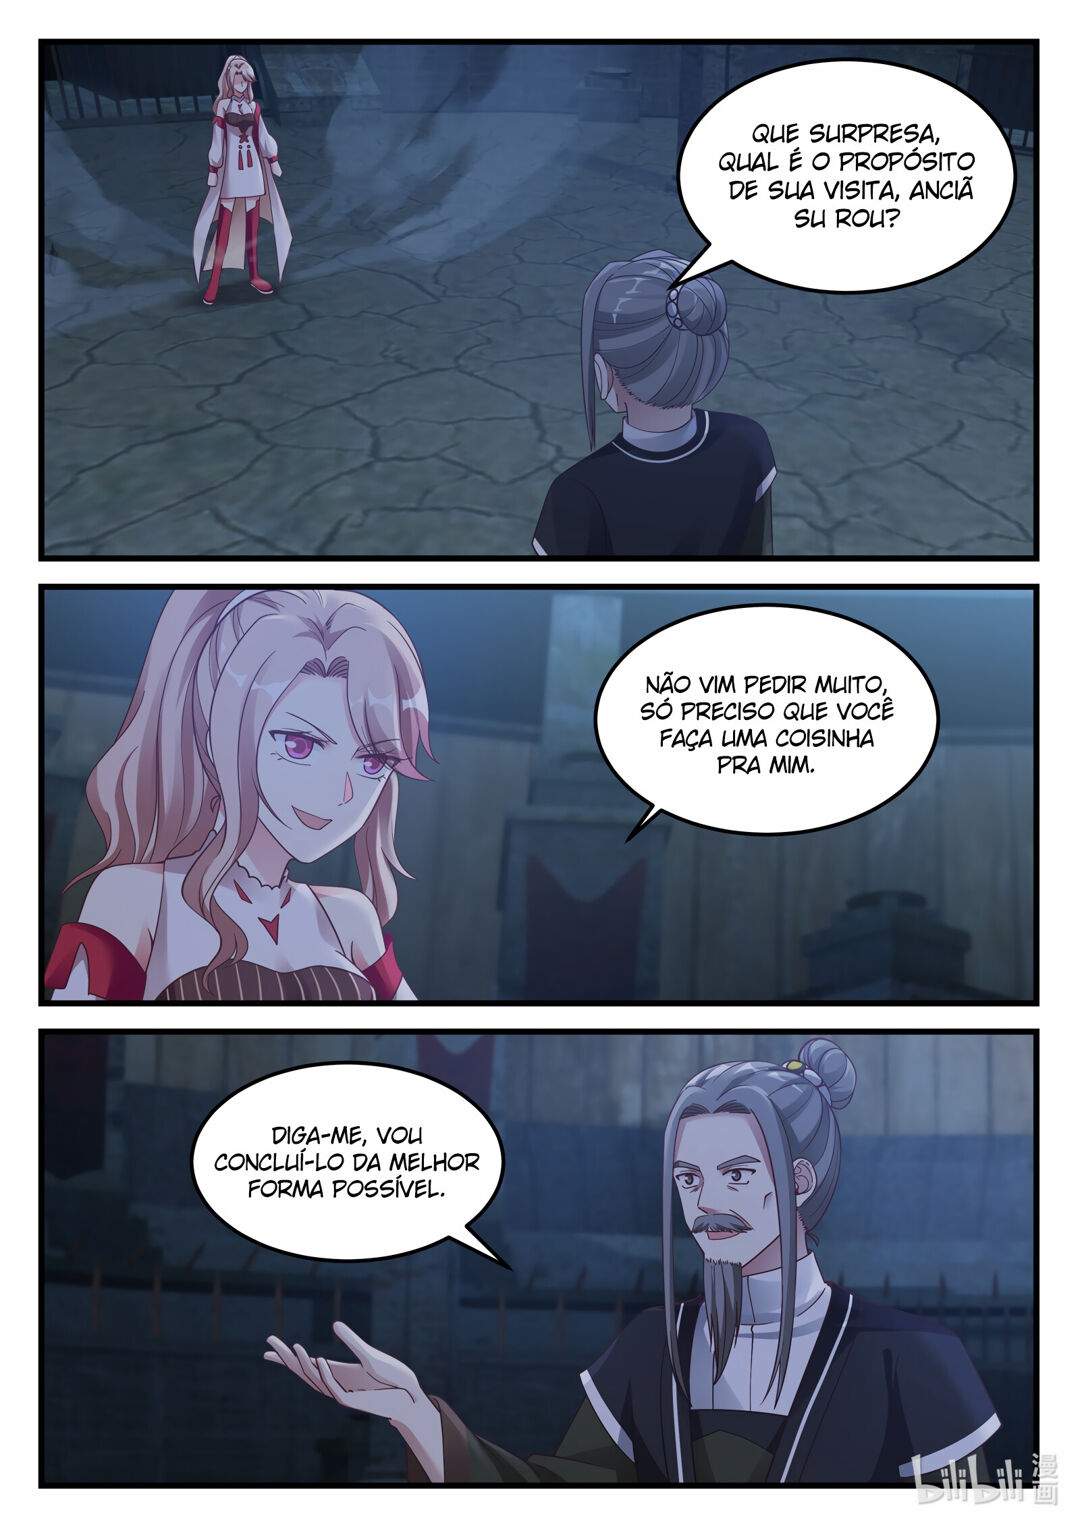 QUE SURPRESA,
QUAL É O PROPÓSITO
DE SUA VISITA, ANCIÃ
SU ROU?
NÃO VIM PEDIR MUITO,
SÓ PRECISO QUE VOCÊ
FAÇA UMA COISINHA
PRA MIM.
DIGA-ME, VOU
CONCLUÍ-LO DA MELHOR
FORMA POSSÍVEL.
bilibili 漫画